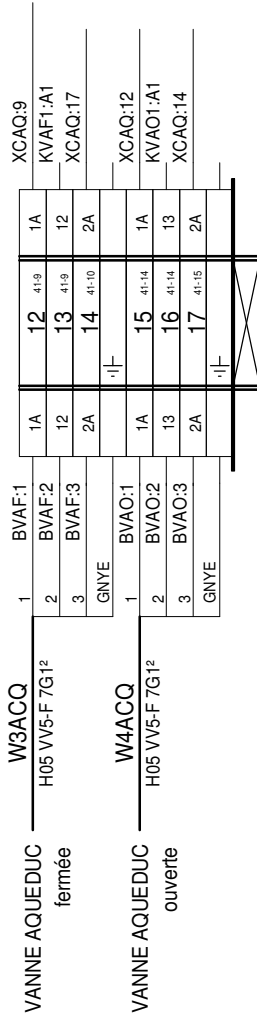 VANNE AQUEDUC
fermée
W3ACQ
H05 VV5-F 7G1²
1 BVAF:1 1A 12 41-9 1A XCAQ:9
2 BVAF:2 12 13 41-9 12 KVAF1:A1
3 BVAF:3 2A 14 41-10 2A XCAQ:17
GNYE
VANNE AQUEDUC
ouverte
W4ACQ
H05 VV5-F 7G1²
1 BVAO:1 1A 15 41-14 1A XCAQ:12
2 BVAO:2 13 16 41-14 13 KVAO1:A1
3 BVAO:3 2A 17 41-15 2A XCAQ:14
GNYE